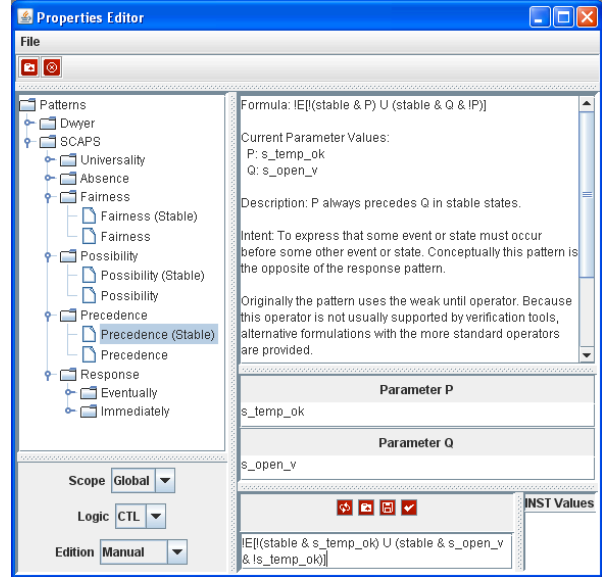 Properties Editor
File
Patterns
Dwyer
SCAPS
Universality
Absence
Fairness
Fairness (Stable)
Fairness
Possibility
Possibility (Stable)
Possibility
Precedence
Precedence (Stable)
Precedence
Response
Eventually
Immediately
Scope Global
Logic CTL
Edition Manual
Formula: !E[!(stable & P) U (stable & Q & !P)]
Current Parameter Values:
P: s_temp_ok
Q: s_open_v
Description: P always precedes Q in stable states.
Intent: To express that some event or state must occur
before some other event or state. Conceptually this pattern is
the opposite of the response pattern.
Originally the pattern uses the weak until operator. Because
this operator is not usually supported by verification tools,
alternative formulations with the more standard operators
are provided.
Parameter P
s_temp_ok
Parameter Q
s_open_v
!E[!(stable & s_temp_ok) U (stable & s_open_v
& !s_temp_ok)]
INST Values